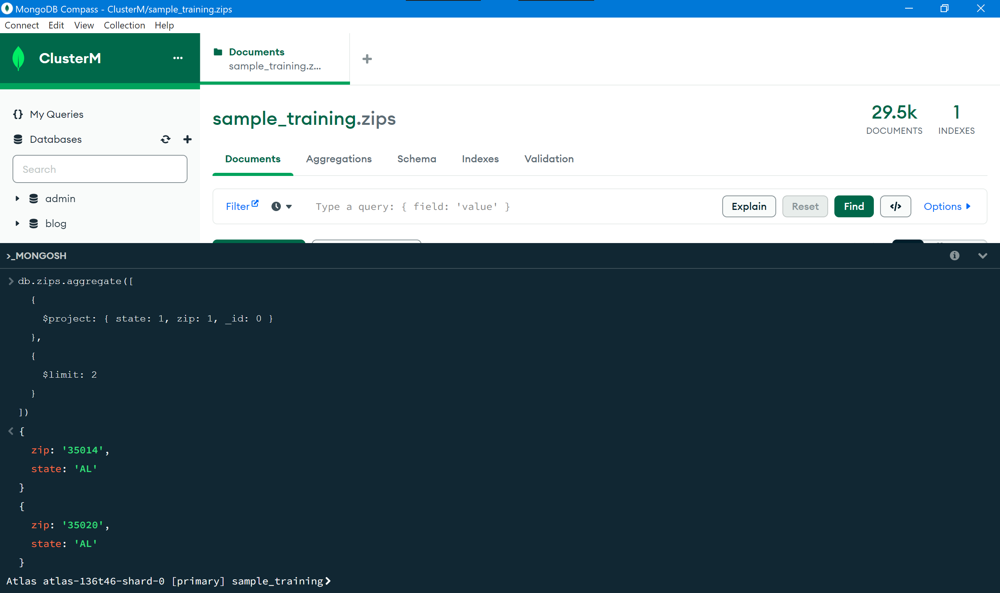 MongoDB Compass - ClusterM/sample_training.zips
Connect Edit View Collection Help
ClusterM
Documents
sample_training.z...
My Queries
Databases
Search
admin
blog
sample_training.zips
29.5k
DOCUMENTS
1
INDEXES
Documents Aggregations Schema Indexes Validation
Filter Type a query: { field: 'value' } Explain Reset Find </> Options
>_MONGOSH
db.zips.aggregate([
{
$project: { state: 1, zip: 1, _id: 0 }
},
{
$limit: 2
}
])
{
zip: '35014',
state: 'AL'
}
{
zip: '35020',
state: 'AL'
}
Atlas atlas-136t46-shard-0 [primary] sample_training>